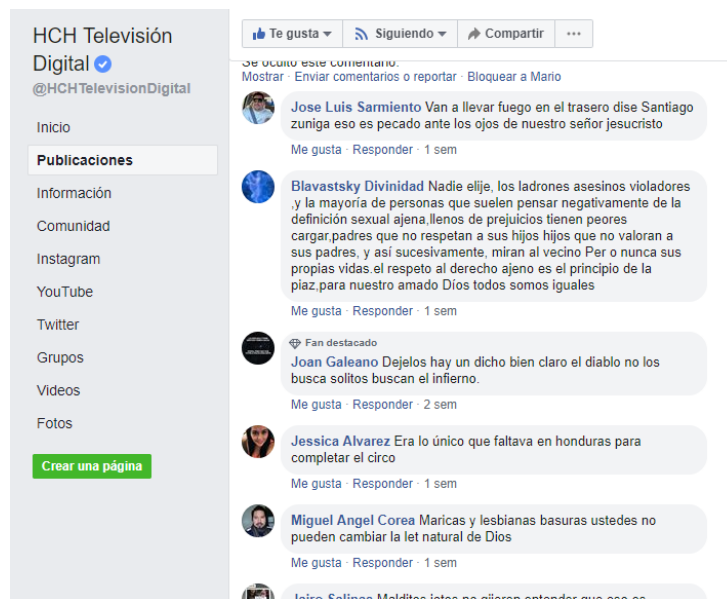 HCH Televisión
Digital
@HCHTelevisionDigital
Inicio
Publicaciones
Información
Comunidad
Instagram
YouTube
Twitter
Grupos
Videos
Fotos
Crear una página
Te gusta
Siguiendo
Compartir
Se ocultó este comentario.
Mostrar · Enviar comentarios o reportar · Bloquear a Mario
Jose Luis Sarmiento Van a llevar fuego en el trasero dise Santiago
zuniga eso es pecado ante los ojos de nuestro señor jesucristo
Me gusta · Responder · 1 sem
Blavastsky Divinidad Nadie elije, los ladrones asesinos violadores
,y la mayoría de personas que suelen pensar negativamente de la
definición sexual ajena,llenos de prejuicios tienen peores
cargar,padres que no respetan a sus hijos hijos que no valoran a
sus padres, y así sucesivamente, miran al vecino Per o nunca sus
propias vidas.el respeto al derecho ajeno es el principio de la
piaz,para nuestro amado Díos todos somos iguales
Me gusta · Responder · 1 sem
Fan destacado
Joan Galeano Dejelos hay un dicho bien claro el diablo no los
busca solitos buscan el infierno.
Me gusta · Responder · 2 sem
Jessica Alvarez Era lo único que faltava en honduras para
completar el circo
Me gusta · Responder · 1 sem
Miguel Angel Corea Maricas y lesbianas basuras ustedes no
pueden cambiar la let natural de Dios
Me gusta · Responder · 1 sem
Jairo Salinas Malditos jotos no qieren entender que eso es